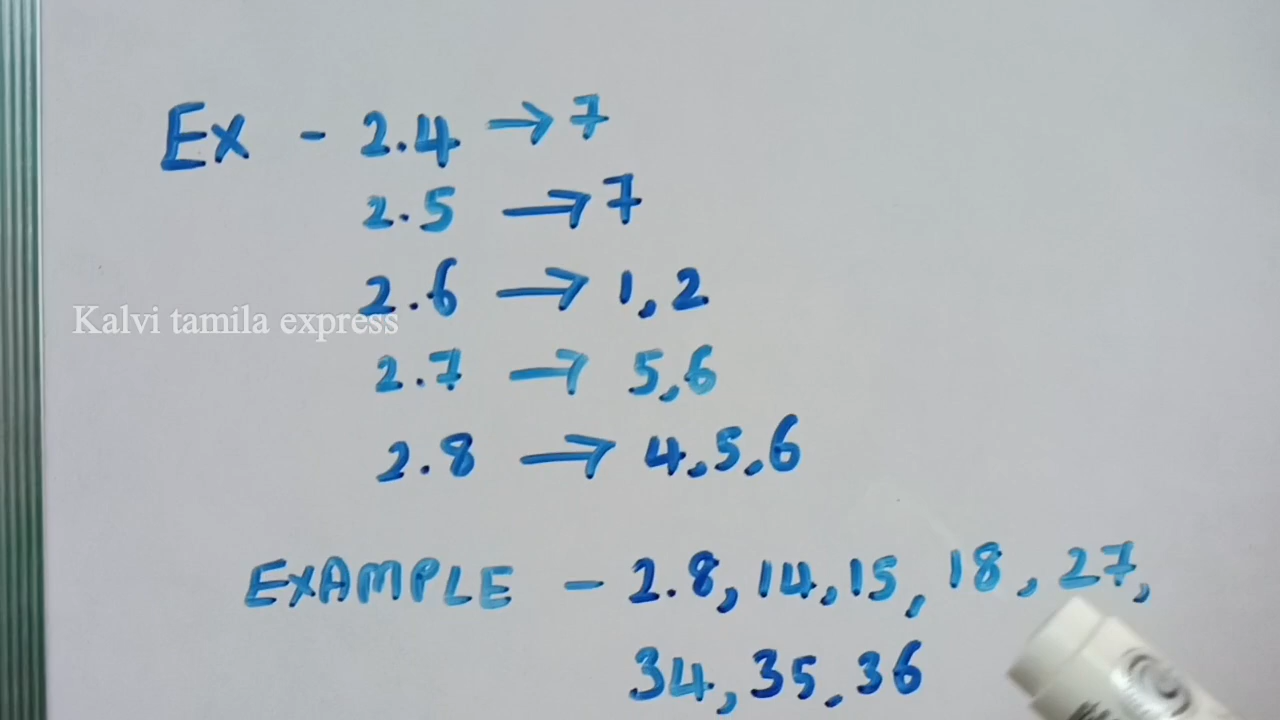 Ex - 2.4 → 7
2.5 → 7
2.6 → 1,2
Kalvi tamila express
2.7 → 5,6
2.8 → 4,5,6
EXAMPLE - 2.8, 14, 15, 18, 27,
34, 35, 36